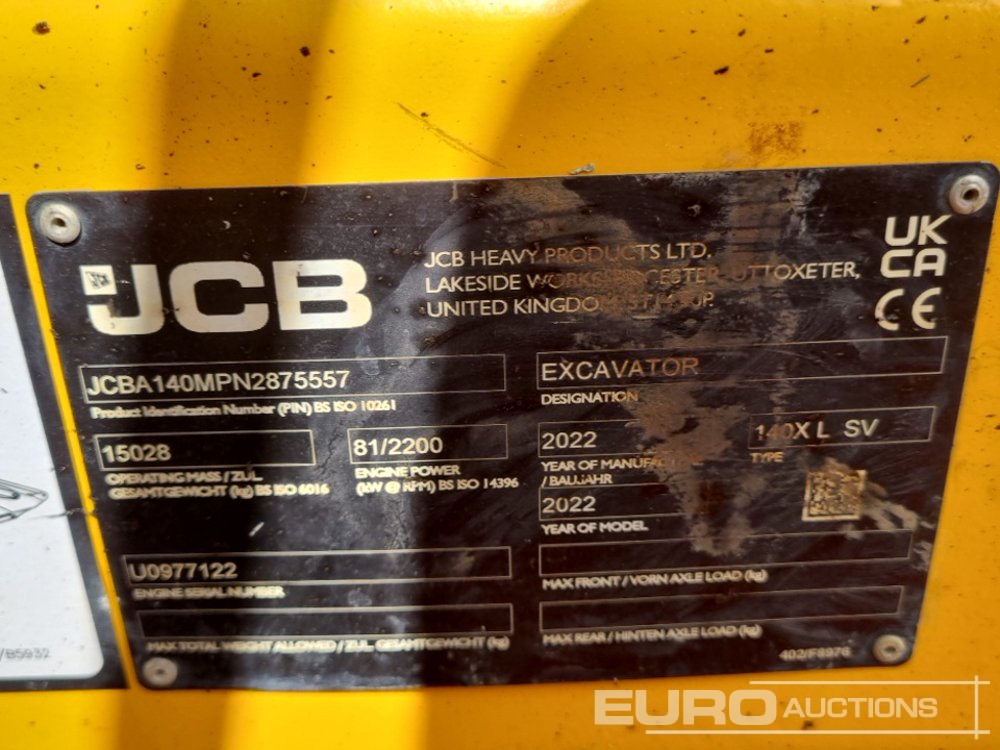 JCB
JCB HEAVY PRODUCTS LTD.
LAKESIDE WORKS, ROCESTER, UTTOXETER,
UNITED KINGDOM.
UK
CA
CE
JCBA140MPN2875557
Product Identification Number (PIN) BS ISO 10261
EXCAVATOR
DESIGNATION
15028
OPERATING MASS / ZUL.
GESAMTGEWICHT (kg) BS ISO 6016
81/2200
ENGINE POWER
(kW @ RPM) BS ISO 14396
2022
YEAR OF MANUFACTURE
/ BAUJAHR
140X L SV
TYPE
2022
YEAR OF MODEL
U0977122
ENGINE SERIAL NUMBER
MAX FRONT / VORN AXLE LOAD (kg)
MAX TOTAL WEIGHT ALLOWED / ZUL. GESAMTGEWICHT (kg)
MAX REAR / HINTEN AXLE LOAD (kg)
402/F8976
/B5932
EURO AUCTIONS